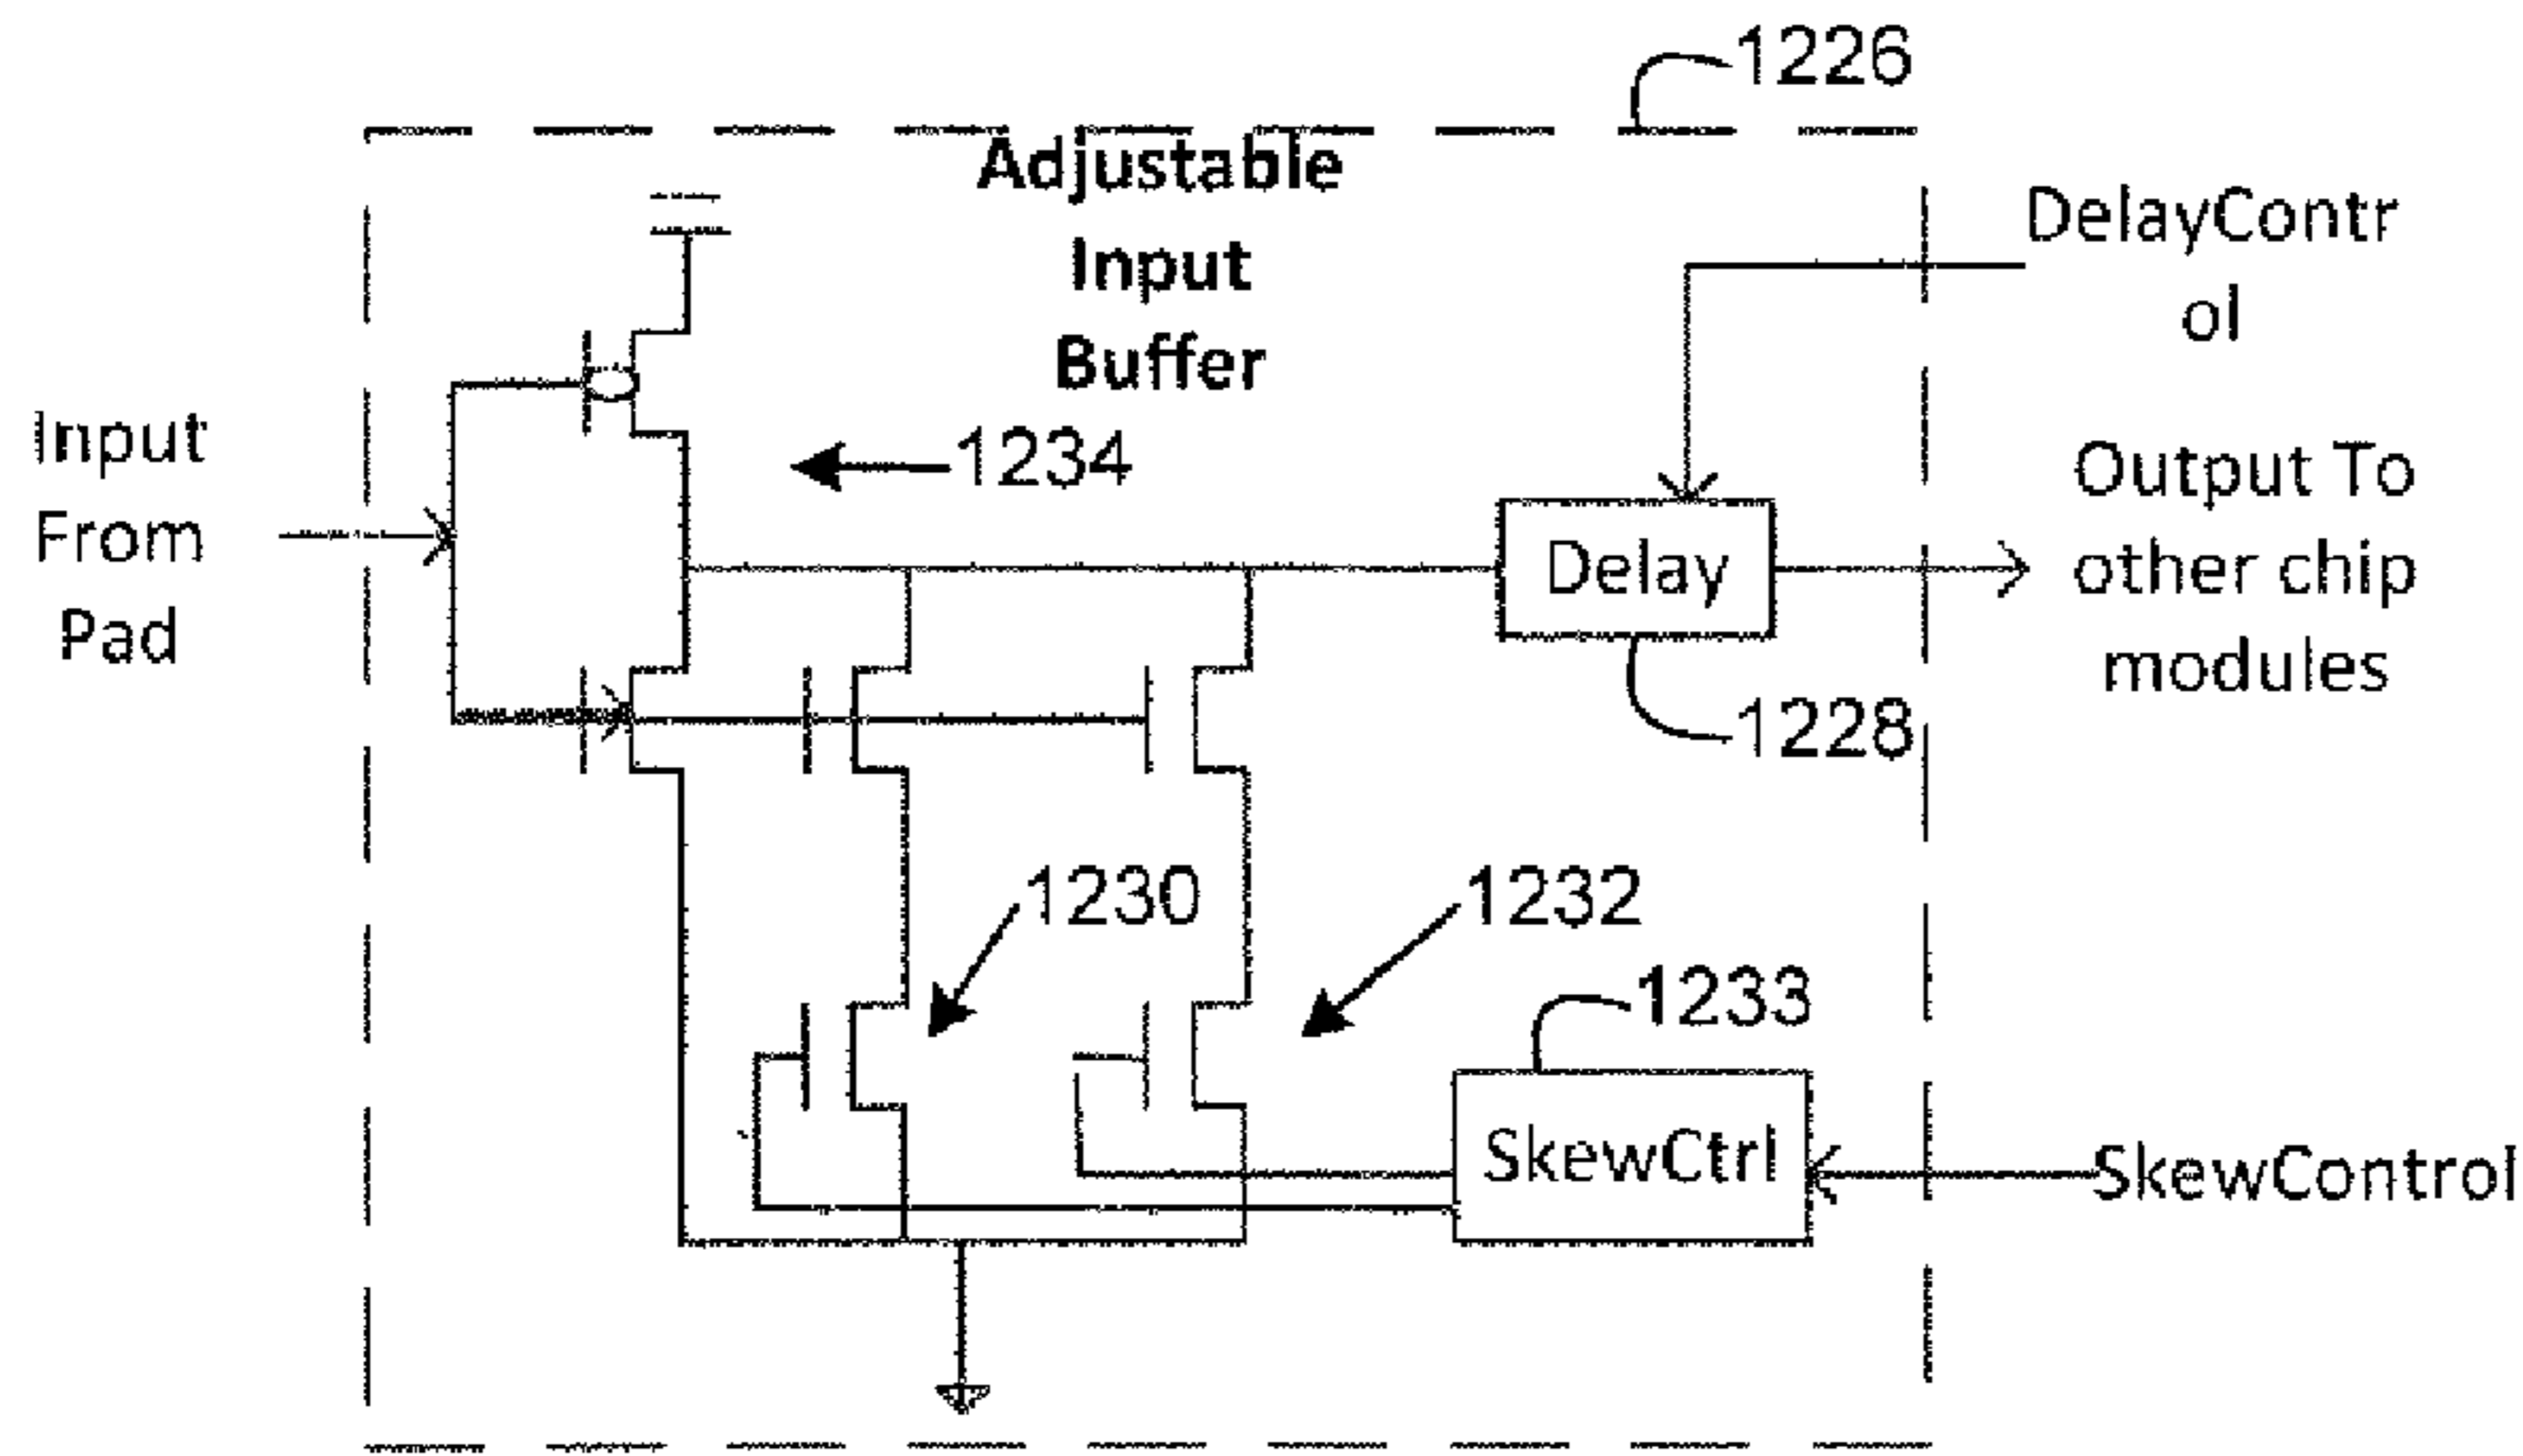 1226
Adjustable
Input
Buffer
DelayContr
ol
Input
From
Pad
1234
Output To
other chip
modules
Delay
1228
1230
1232
1233
SkewCtrl
SkewControl